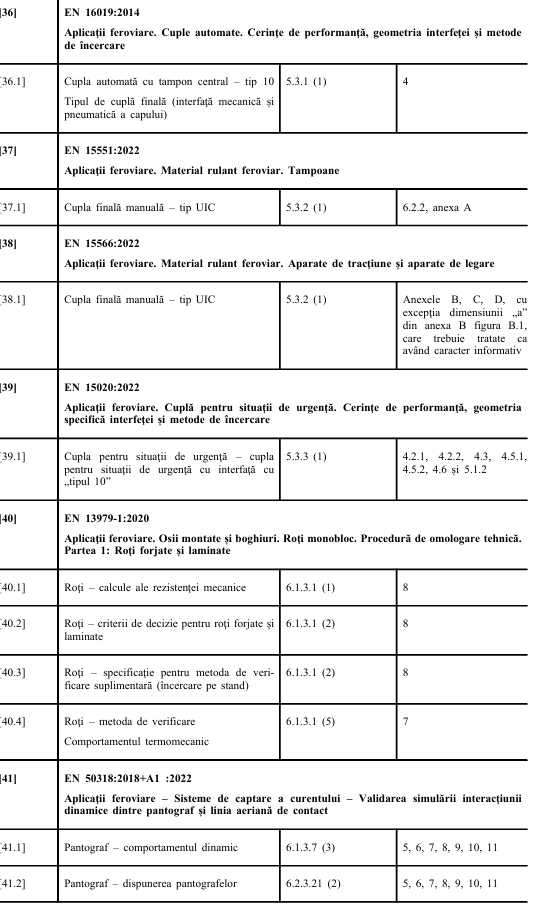 [36]
EN 16019:2014
Aplicații feroviare. Cuple automate. Cerințe de performanță, geometria interfeței și metode
de încercare
[36.1]
Cupla automată cu tampon central – tip 10
5.3.1 (1)
4
Tipul de cuplă finală (interfață mecanică și
pneumatică a capului)
[37]
EN 15551:2022
Aplicații feroviare. Material rulant feroviar. Tampoane
[37.1]
Cupla finală manuală – tip UIC
5.3.2 (1)
6.2.2, anexa A
[38]
EN 15566:2022
Aplicații feroviare. Material rulant feroviar. Aparate de tracțiune și aparate de legare
[38.1]
Cupla finală manuală – tip UIC
5.3.2 (1)
Anexele B, C, D, cu
excepția dimensiunii „a”
din anexa B figura B.1,
care trebuie tratate ca
având caracter informativ
[39]
EN 15020:2022
Aplicații feroviare. Cuplă pentru situații de urgență. Cerințe de performanță, geometria
specifică interfeței și metode de încercare
[39.1]
Cupla pentru situații de urgență – cupla
pentru situații de urgență cu interfață cu
„tipul 10”
5.3.3 (1)
4.2.1, 4.2.2, 4.3, 4.5.1,
4.5.2, 4.6 și 5.1.2
[40]
EN 13979-1:2020
Aplicații feroviare. Osii montate și boghiuri. Roți monobloc. Procedură de omologare tehnică.
Partea 1: Roți forjate și laminate
[40.1]
Roți – calcule ale rezistenței mecanice
6.1.3.1 (1)
8
[40.2]
Roți – criterii de decizie pentru roți forjate și
laminate
6.1.3.1 (2)
8
[40.3]
Roți – specificație pentru metoda de veri-
ficare suplimentară (încercare pe stand)
6.1.3.1 (2)
8
[40.4]
Roți – metoda de verificare
6.1.3.1 (5)
7
Comportamentul termomecanic
[41]
EN 50318:2018+A1 :2022
Aplicații feroviare – Sisteme de captare a curentului – Validarea simulării interacțiunii
dinamice dintre pantograf și linia aeriană de contact
[41.1]
Pantograf – comportamentul dinamic
6.1.3.7 (3)
5, 6, 7, 8, 9, 10, 11
[41.2]
Pantograf – dispunerea pantografelor
6.2.3.21 (2)
5, 6, 7, 8, 9, 10, 11